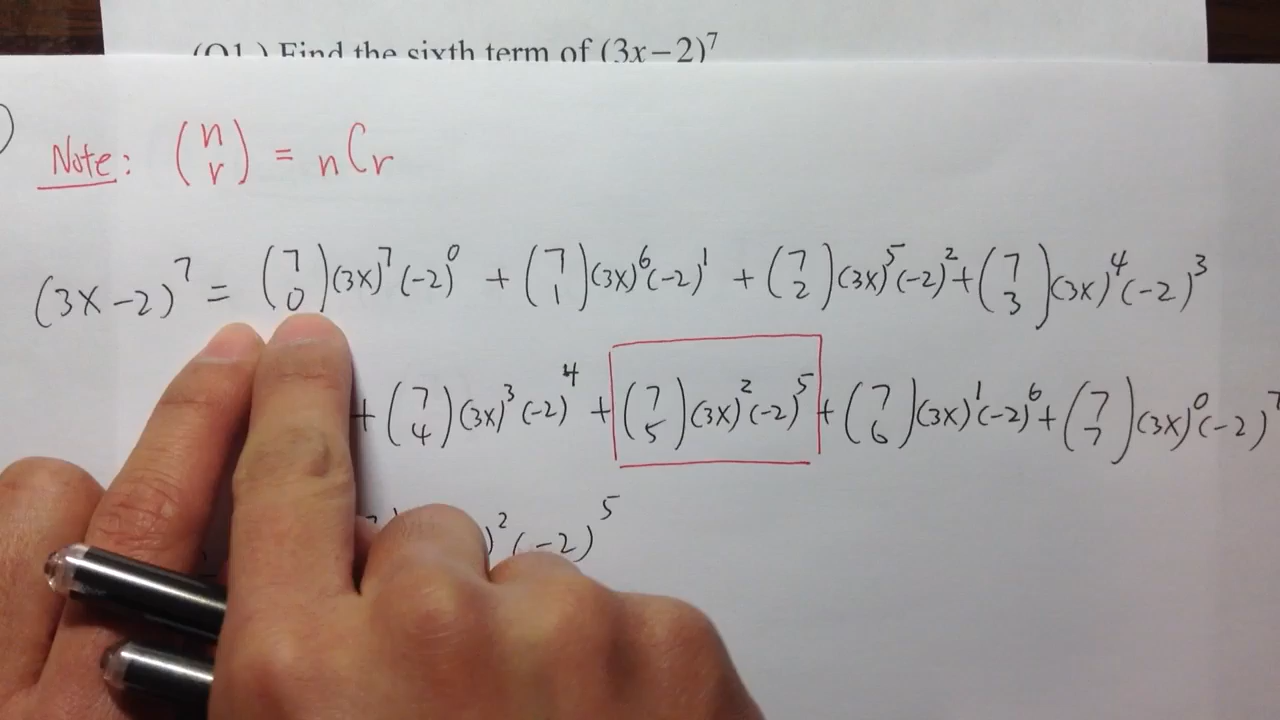 (Q1.) Find the sixth term of (3x−2)⁷
Note: (n r) = nCr
(3x-2)⁷ = (7 0)(3x)⁷(-2)⁰ + (7 1)(3x)⁶(-2)¹ + (7 2)(3x)⁵(-2)² + (7 3)(3x)⁴(-2)³
+ (7 4)(3x)³(-2)⁴ + (7 5)(3x)²(-2)⁵ + (7 6)(3x)¹(-2)⁶ + (7 7)(3x)⁰(-2)⁷
)²(-2)⁵